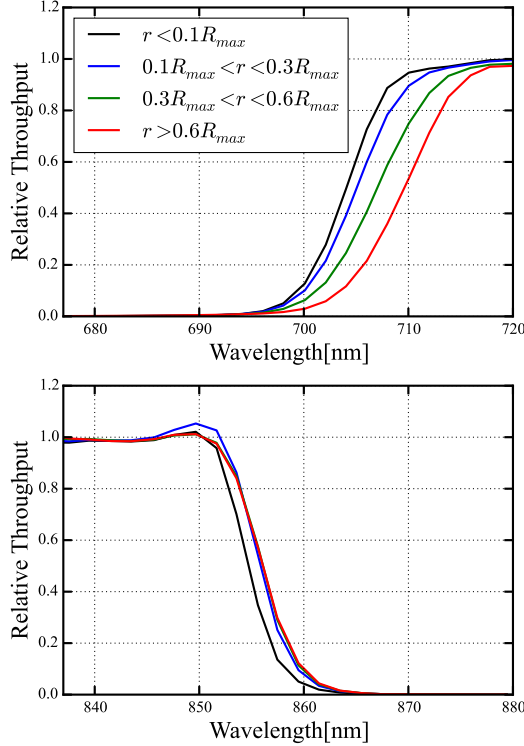 1.2
1.0
0.8
0.6
0.4
0.2
0.0
Relative Throughput
r < 0.1R_max
0.1R_max < r < 0.3R_max
0.3R_max < r < 0.6R_max
r > 0.6R_max
680 690 700 710 720
Wavelength[nm]
1.2
1.0
0.8
0.6
0.4
0.2
0.0
Relative Throughput
840 850 860 870 880
Wavelength[nm]